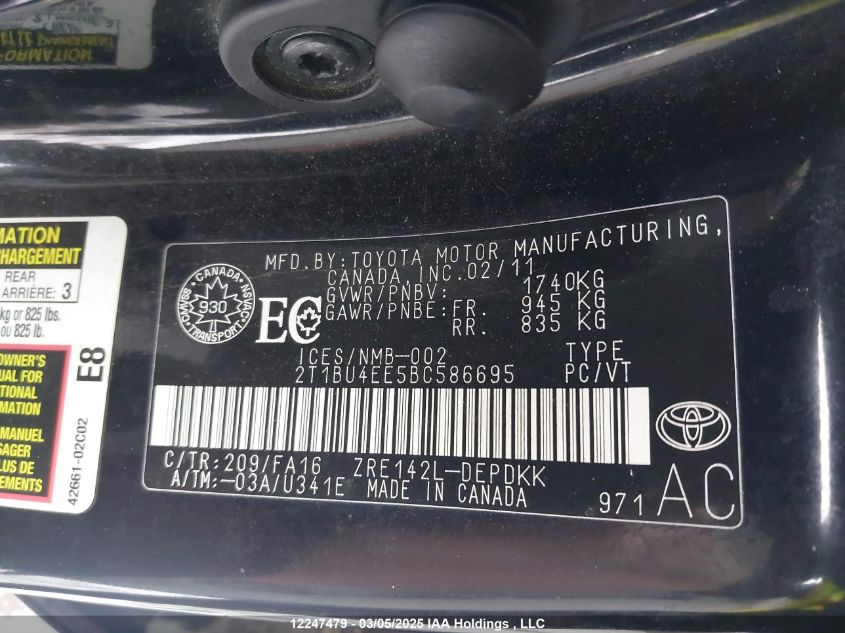 MATION
CHARGEMENT
REAR
ARRIÈRE: 3
kg or 825 lbs.
ou 825 lb.
OWNER'S
UAL FOR
TIONAL
MATION
MANUEL
SAGER
LUS DE
EMENTS
E8
42661-02C02
CANADA
SSMVAC NSVAC
930
TRANSPORT
EC
MFD. BY: TOYOTA MOTOR MANUFACTURING,
CANADA, INC. 02/11
GVWR/PNBV: 1740KG
GAWR/PNBE: FR. 945 KG
RR. 835 KG
ICES/NMB-002 TYPE
2T1BU4EE5BC586695 PC/VT
C/TR: 209/FA16 ZRE142L-DEPDKK
A/TM: -03A/U341E MADE IN CANADA
971 AC
12247479 - 03/05/2025 IAA Holdings , LLC